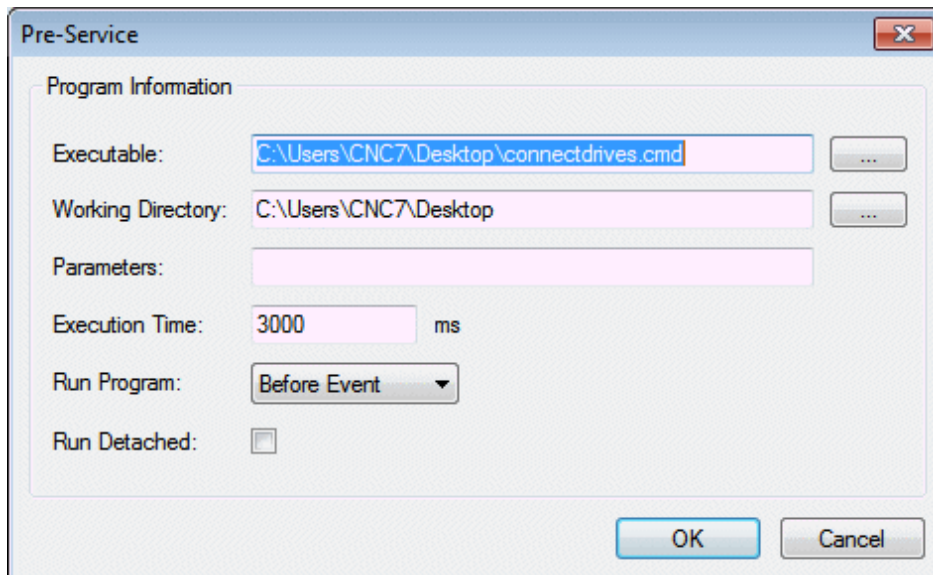 Pre-Service
Program Information
Executable: C:\Users\CNC7\Desktop\connectdrives.cmd ...
Working Directory: C:\Users\CNC7\Desktop ...
Parameters:
Execution Time: 3000 ms
Run Program: Before Event
Run Detached:
OK Cancel